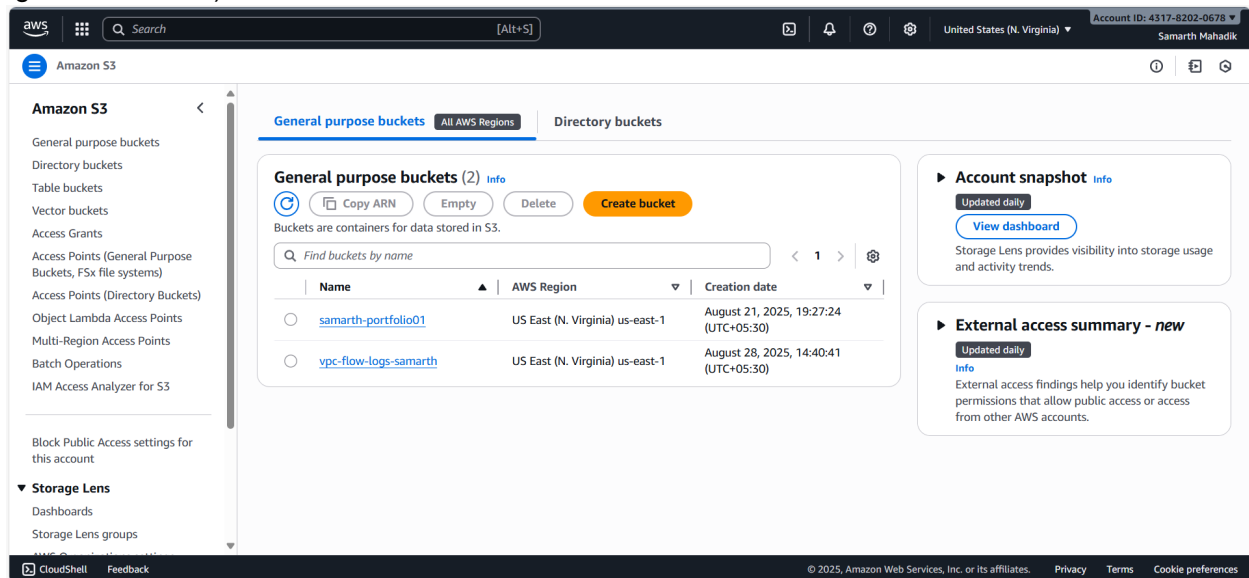 aws
Search [Alt+S]
United States (N. Virginia) ▼
Account ID: 4317-8202-0678 ▼
Samarth Mahadik
Amazon S3
Amazon S3
General purpose buckets
Directory buckets
Table buckets
Vector buckets
Access Grants
Access Points (General Purpose
Buckets, FSx file systems)
Access Points (Directory Buckets)
Object Lambda Access Points
Multi-Region Access Points
Batch Operations
IAM Access Analyzer for S3
Block Public Access settings for
this account
▼ Storage Lens
Dashboards
Storage Lens groups
General purpose buckets All AWS Regions Directory buckets
General purpose buckets (2) Info
Copy ARN Empty Delete Create bucket
Buckets are containers for data stored in S3.
Find buckets by name
< 1 >
Name ▲ AWS Region ▽ Creation date ▽
samarth-portfolio01 US East (N. Virginia) us-east-1 August 21, 2025, 19:27:24
(UTC+05:30)
vpc-flow-logs-samarth US East (N. Virginia) us-east-1 August 28, 2025, 14:40:41
(UTC+05:30)
▶ Account snapshot Info
Updated daily
View dashboard
Storage Lens provides visibility into storage usage
and activity trends.
▶ External access summary - new
Updated daily
Info
External access findings help you identify bucket
permissions that allow public access or access
from other AWS accounts.
CloudShell Feedback
© 2025, Amazon Web Services, Inc. or its affiliates. Privacy Terms Cookie preferences